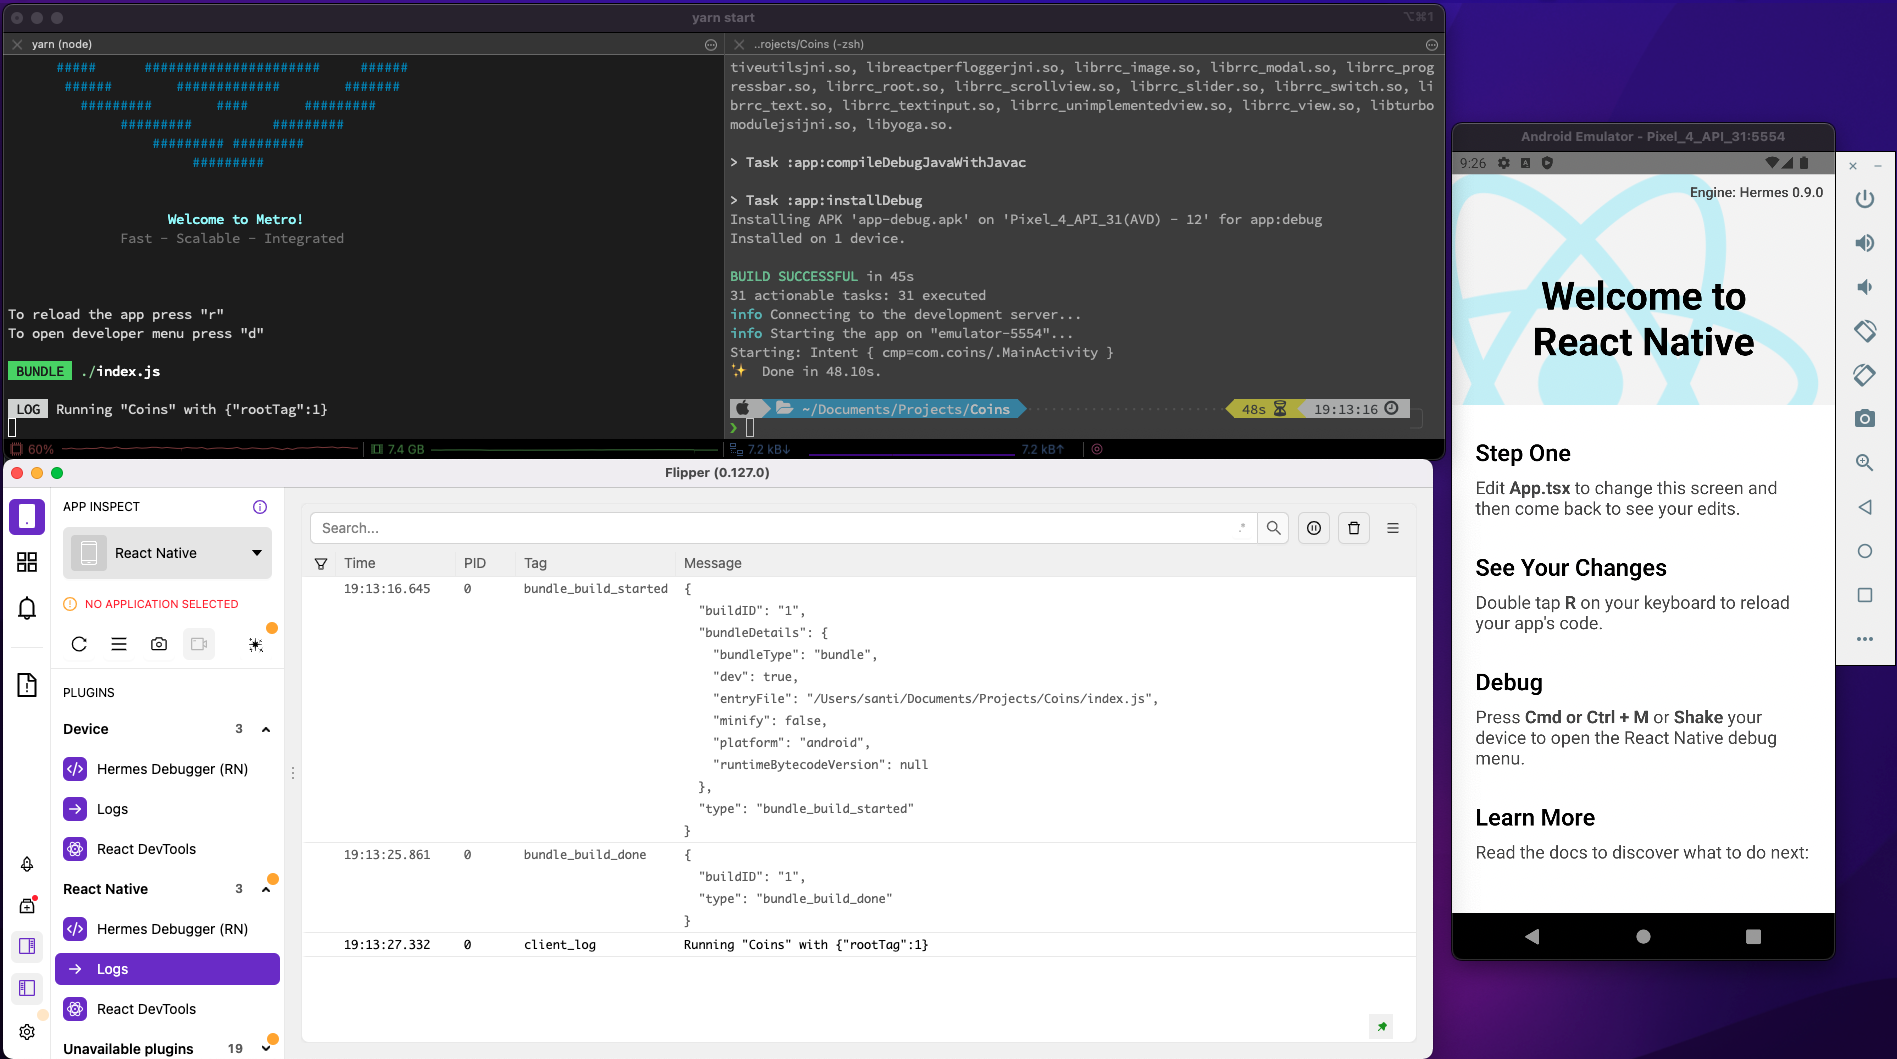 yarn start
⌥⌘1
yarn (node)
##### ###################### ######
###### ############# #######
######### #### #########
######### #########
######### #########
#########
Welcome to Metro!
Fast - Scalable - Integrated
To reload the app press "r"
To open developer menu press "d"
BUNDLE ./index.js
LOG Running "Coins" with {"rootTag":1}
..rojects/Coins (-zsh)
tiveutilsjni.so, libreactperfloggerjni.so, librrc_image.so, librrc_modal.so, librrc_prog
ressbar.so, librrc_root.so, librrc_scrollview.so, librrc_slider.so, librrc_switch.so, li
brrc_text.so, librrc_textinput.so, librrc_unimplementedview.so, librrc_view.so, libturbo
modulejsijni.so, libyoga.so.
> Task :app:compileDebugJavaWithJavac
> Task :app:installDebug
Installing APK 'app-debug.apk' on 'Pixel_4_API_31(AVD) - 12' for app:debug
Installed on 1 device.
BUILD SUCCESSFUL in 45s
31 actionable tasks: 31 executed
info Connecting to the development server...
info Starting the app on "emulator-5554"...
Starting: Intent { cmp=com.coins/.MainActivity }
✨ Done in 48.10s.
~/Documents/Projects/Coins 48s 19:13:16
❯
60% 7.4 GB 7.2 kB↓ 7.2 kB↑
Flipper (0.127.0)
APP INSPECT
React Native
NO APPLICATION SELECTED
PLUGINS
Device 3
Hermes Debugger (RN)
Logs
React DevTools
React Native 3
Hermes Debugger (RN)
Logs
React DevTools
Unavailable plugins 19
Search... .*
Time PID Tag Message
19:13:16.645 0 bundle_build_started {
"buildID": "1",
"bundleDetails": {
"bundleType": "bundle",
"dev": true,
"entryFile": "/Users/santi/Documents/Projects/Coins/index.js",
"minify": false,
"platform": "android",
"runtimeBytecodeVersion": null
},
"type": "bundle_build_started"
}
19:13:25.861 0 bundle_build_done {
"buildID": "1",
"type": "bundle_build_done"
}
19:13:27.332 0 client_log Running "Coins" with {"rootTag":1}
Android Emulator - Pixel_4_API_31:5554
9:26
Engine: Hermes 0.9.0
Welcome to
React Native
Step One
Edit App.tsx to change this screen and
then come back to see your edits.
See Your Changes
Double tap R on your keyboard to reload
your app's code.
Debug
Press Cmd or Ctrl + M or Shake your
device to open the React Native debug
menu.
Learn More
Read the docs to discover what to do next: